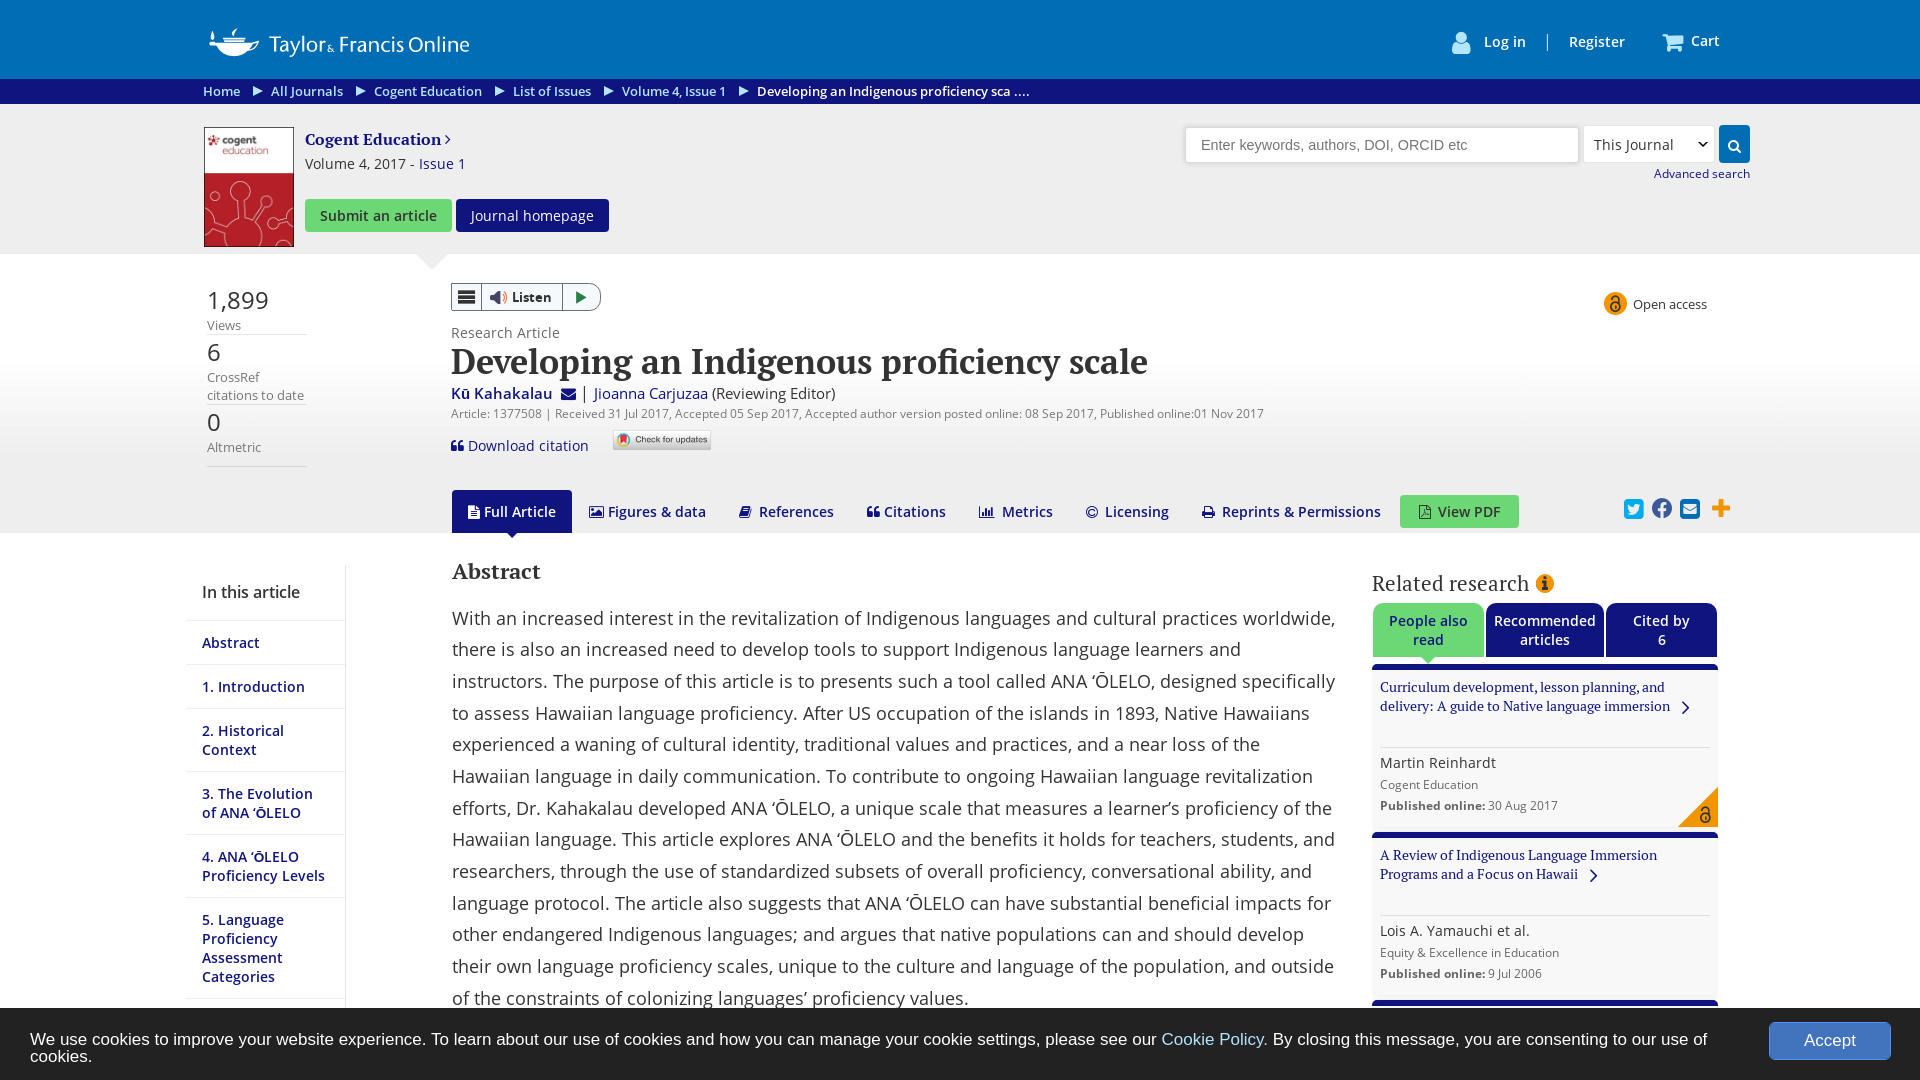 Taylor & Francis Online
Log in
Register
Cart
Home
All Journals
Cogent Education
List of Issues
Volume 4, Issue 1
Developing an Indigenous proficiency sca ....
cogent
education
Cogent Education
Volume 4, 2017 - Issue 1
Submit an article
Journal homepage
Enter keywords, authors, DOI, ORCID etc
This Journal
Advanced search
1,899
Views
6
CrossRef
citations to date
0
Altmetric
Listen
Open access
Research Article
Developing an Indigenous proficiency scale
Kū Kahakalau | Jioanna Carjuzaa (Reviewing Editor)
Article: 1377508 | Received 31 Jul 2017, Accepted 05 Sep 2017, Accepted author version posted online: 08 Sep 2017, Published online:01 Nov 2017
Download citation
Check for updates
Full Article
Figures & data
References
Citations
Metrics
Licensing
Reprints & Permissions
View PDF
In this article
Abstract
1. Introduction
2. Historical
Context
3. The Evolution
of ANA ‘ŌLELO
4. ANA ‘ŌLELO
Proficiency Levels
5. Language
Proficiency
Assessment
Categories
Abstract
With an increased interest in the revitalization of Indigenous languages and cultural practices worldwide,
there is also an increased need to develop tools to support Indigenous language learners and
instructors. The purpose of this article is to presents such a tool called ANA ‘ŌLELO, designed specifically
to assess Hawaiian language proficiency. After US occupation of the islands in 1893, Native Hawaiians
experienced a waning of cultural identity, traditional values and practices, and a near loss of the
Hawaiian language in daily communication. To contribute to ongoing Hawaiian language revitalization
efforts, Dr. Kahakalau developed ANA ‘ŌLELO, a unique scale that measures a learner’s proficiency of the
Hawaiian language. This article explores ANA ‘ŌLELO and the benefits it holds for teachers, students, and
researchers, through the use of standardized subsets of overall proficiency, conversational ability, and
language protocol. The article also suggests that ANA ‘ŌLELO can have substantial beneficial impacts for
other endangered Indigenous languages; and argues that native populations can and should develop
their own language proficiency scales, unique to the culture and language of the population, and outside
of the constraints of colonizing languages’ proficiency values.
Related research
People also
read
Recommended
articles
Cited by
6
Curriculum development, lesson planning, and
delivery: A guide to Native language immersion
Martin Reinhardt
Cogent Education
Published online: 30 Aug 2017
A Review of Indigenous Language Immersion
Programs and a Focus on Hawaii
Lois A. Yamauchi et al.
Equity & Excellence in Education
Published online: 9 Jul 2006
We use cookies to improve your website experience. To learn about our use of cookies and how you can manage your cookie settings, please see our Cookie Policy. By closing this message, you are consenting to our use of
cookies.
Accept